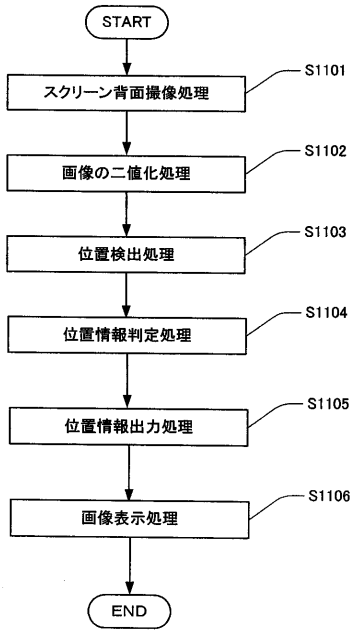 START
スクリーン背面撮像処理
S1101
画像の二値化処理
S1102
位置検出処理
S1103
位置情報判定処理
S1104
位置情報出力処理
S1105
画像表示処理
S1106
END